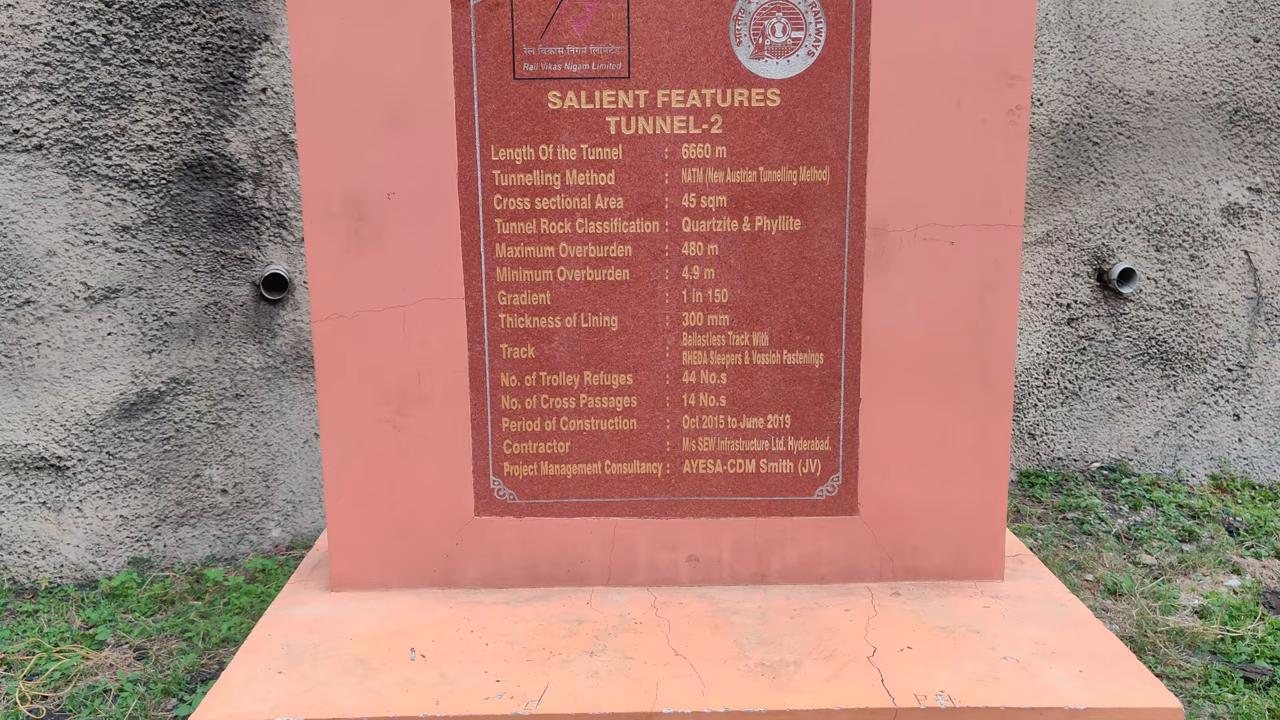 रेल विकास निगम लिमिटेड
Rail Vikas Nigam Limited
भारतीय
RAILWAYS
SALIENT FEATURES
TUNNEL-2
Length Of the Tunnel : 6660 m
Tunnelling Method : NATM (New Austrian Tunnelling Method)
Cross sectional Area : 45 sqm
Tunnel Rock Classification : Quartzite & Phyllite
Maximum Overburden : 480 m
Minimum Overburden : 4.9 m
Gradient : 1 in 150
Thickness of Lining : 300 mm
Track : Ballastless Track With
RHEDA Sleepers & Vossloh Fastenings
No. of Trolley Refuges : 44 No.s
No. of Cross Passages : 14 No.s
Period of Construction : Oct 2015 to June 2019
Contractor : M/s SEW Infrastructure Ltd. Hyderabad.
Project Management Consultancy : AYESA-CDM Smith (JV)